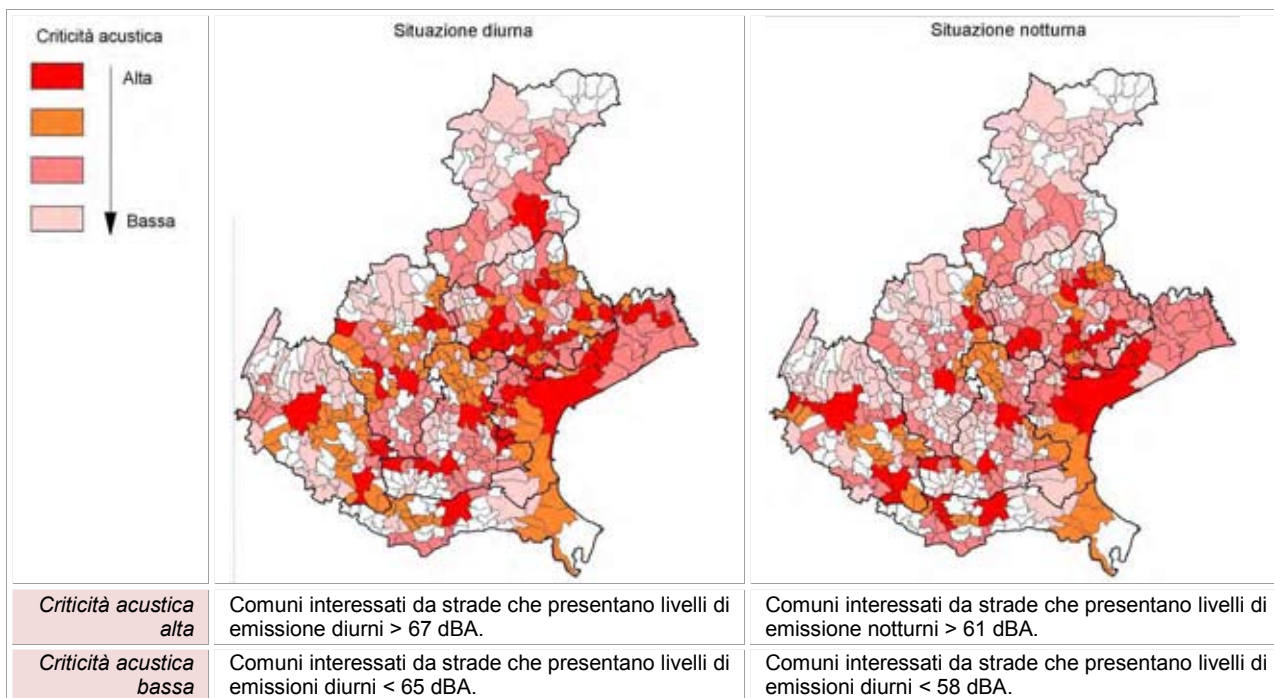 Criticità acustica
Alta
Bassa
Situazione diurna
Situazione notturna
Criticità acustica
alta
Comuni interessati da strade che presentano livelli di
emissione diurni > 67 dBA.
Comuni interessati da strade che presentano livelli di
emissione notturni > 61 dBA.
Criticità acustica
bassa
Comuni interessati da strade che presentano livelli di
emissioni diurni < 65 dBA.
Comuni interessati da strade che presentano livelli di
emissioni diurni < 58 dBA.